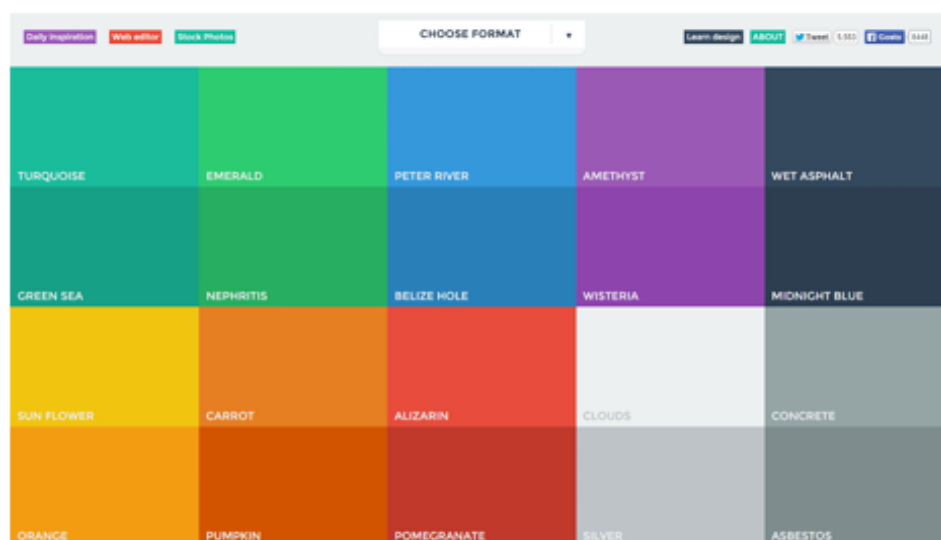 Daily inspiration Web editor Stock Photos CHOOSE FORMAT Learn design ABOUT Tweet Goals
TURQUOISE EMERALD PETER RIVER AMETHYST WET ASPHALT
GREEN SEA NEPHRITIS BELIZE HOLE WISTERIA MIDNIGHT BLUE
SUN FLOWER CARROT ALIZARIN CLOUDS CONCRETE
ORANGE PUMPKIN POMEGRANATE SILVER ASBESTOS